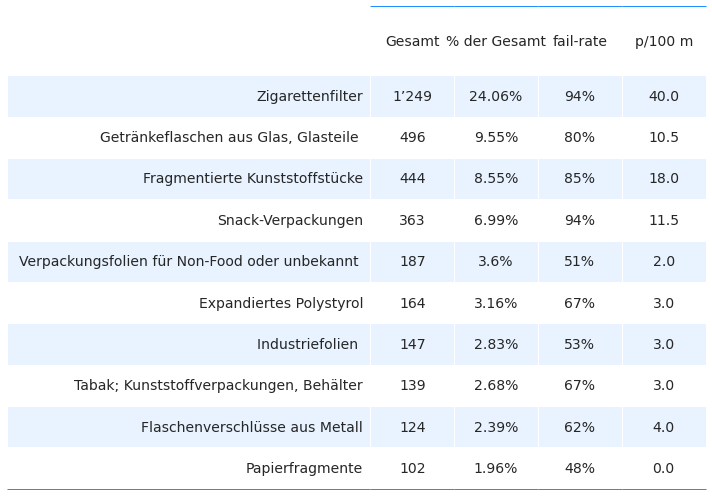 Gesamt % der Gesamt fail-rate p/100 m
Zigarettenfilter 1’249 24.06% 94% 40.0
Getränkeflaschen aus Glas, Glasteile 496 9.55% 80% 10.5
Fragmentierte Kunststoffstücke 444 8.55% 85% 18.0
Snack-Verpackungen 363 6.99% 94% 11.5
Verpackungsfolien für Non-Food oder unbekannt 187 3.6% 51% 2.0
Expandiertes Polystyrol 164 3.16% 67% 3.0
Industriefolien 147 2.83% 53% 3.0
Tabak; Kunststoffverpackungen, Behälter 139 2.68% 67% 3.0
Flaschenverschlüsse aus Metall 124 2.39% 62% 4.0
Papierfragmente 102 1.96% 48% 0.0